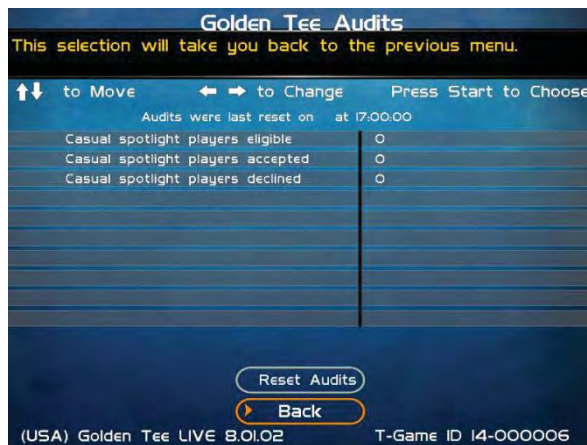 Golden Tee Audits
This selection will take you back to the previous menu.
to Move to Change Press Start to Choose
Audits were last reset on at 17:00:00
Casual spotlight players eligible 0
Casual spotlight players accepted 0
Casual spotlight players declined 0
Reset Audits
Back
(USA) Golden Tee LIVE 8.01.02 T-Game ID 14-000006